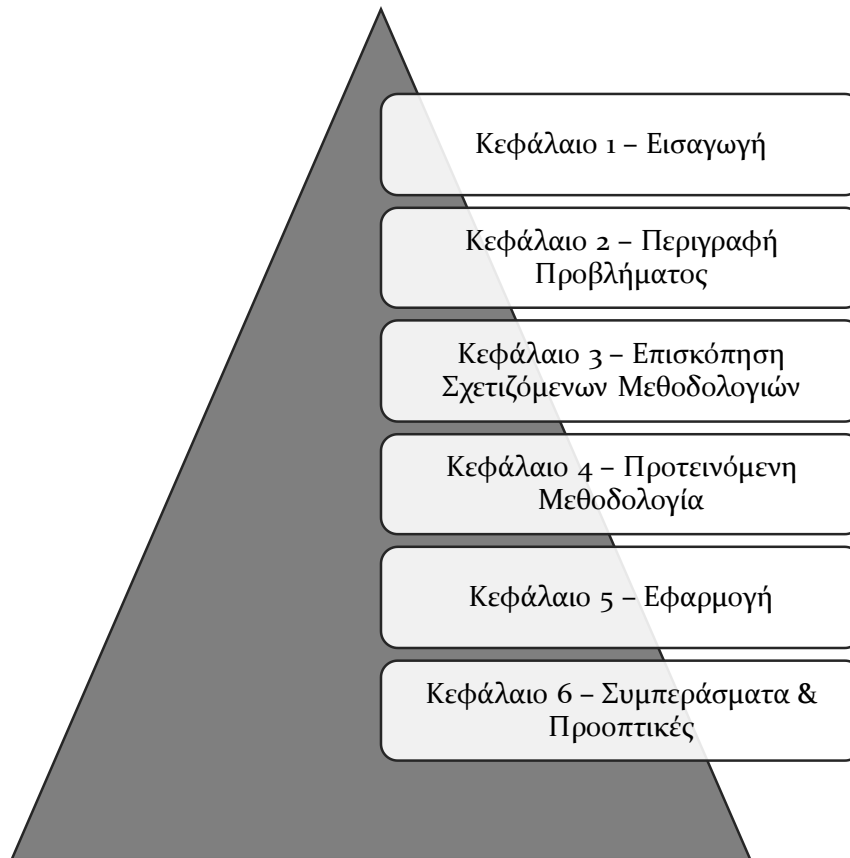 Κεφάλαιο 1 – Εισαγωγή
Κεφάλαιο 2 – Περιγραφή
Προβλήματος
Κεφάλαιο 3 – Επισκόπηση
Σχετιζόμενων Μεθοδολογιών
Κεφάλαιο 4 – Προτεινόμενη
Μεθοδολογία
Κεφάλαιο 5 – Εφαρμογή
Κεφάλαιο 6 – Συμπεράσματα &
Προοπτικές